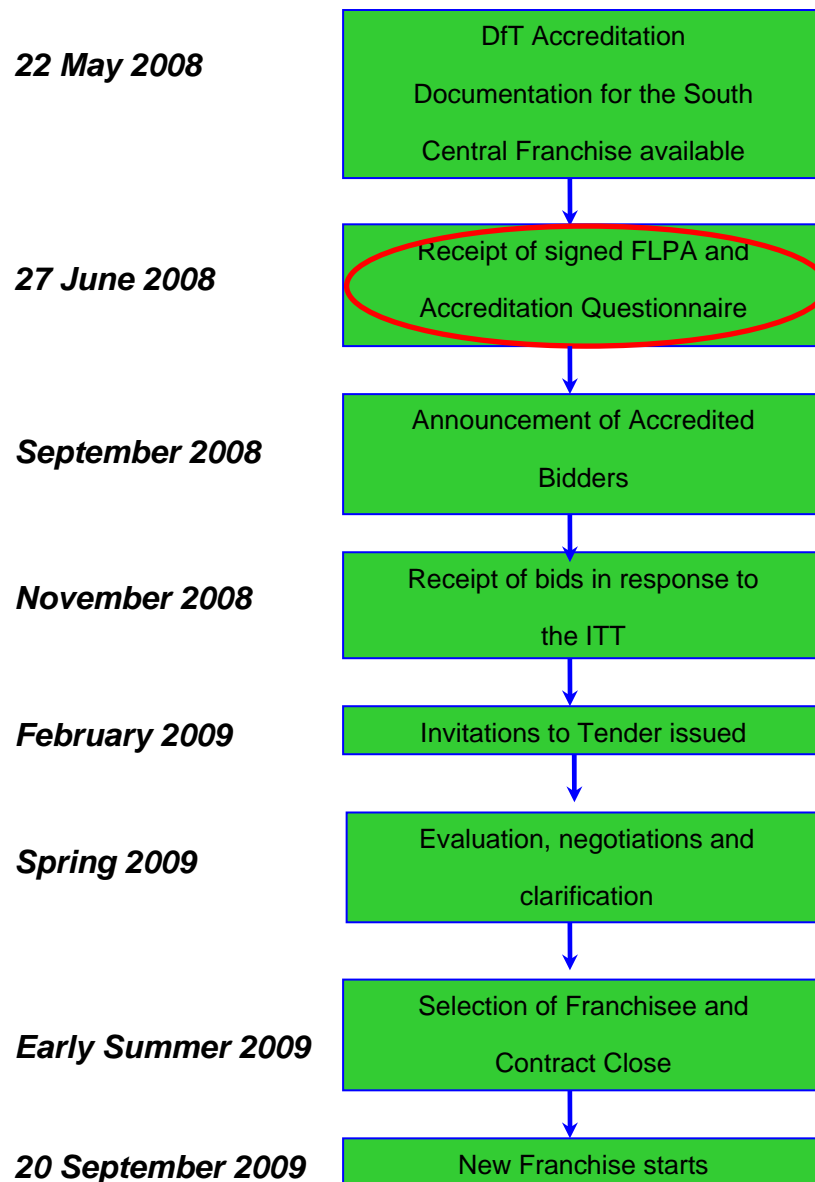 22 May 2008
DfT Accreditation
Documentation for the South
Central Franchise available
27 June 2008
Receipt of signed FLPA and
Accreditation Questionnaire
September 2008
Announcement of Accredited
Bidders
November 2008
Receipt of bids in response to
the ITT
February 2009
Invitations to Tender issued
Spring 2009
Evaluation, negotiations and
clarification
Early Summer 2009
Selection of Franchisee and
Contract Close
20 September 2009
New Franchise starts